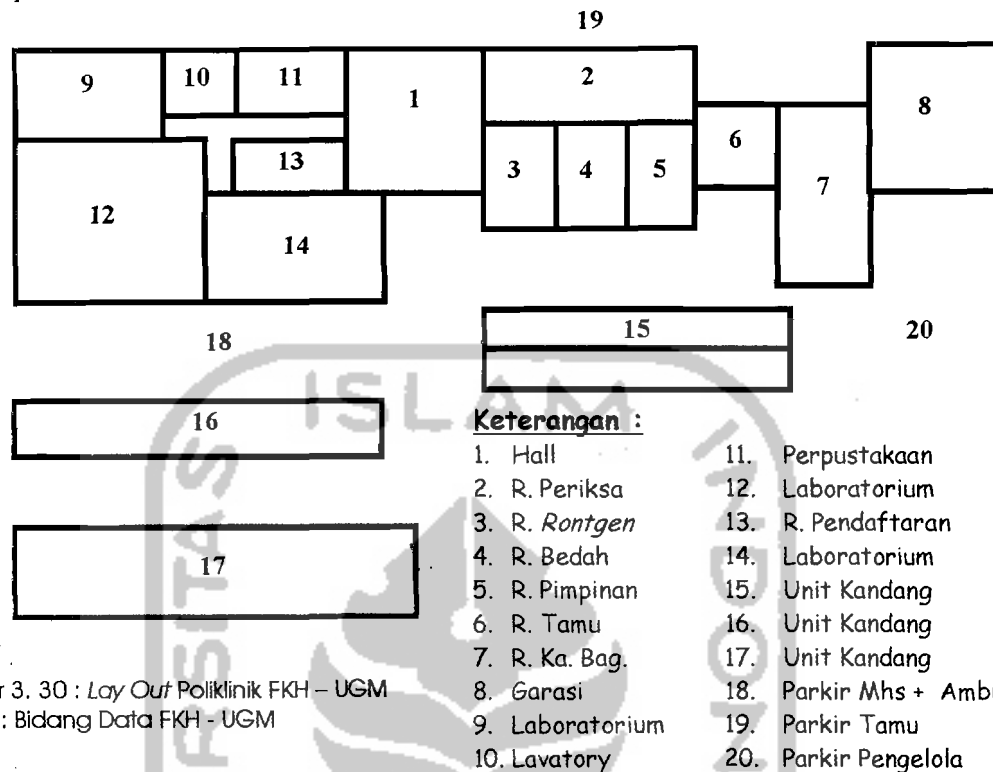 19
9
10
11
1
2
8
6
13
3
4
5
7
12
14
18
15
20
16
17
Keterangan :
1. Hall
2. R. Periksa
3. R. Rontgen
4. R. Bedah
5. R. Pimpinan
6. R. Tamu
7. R. Ka. Bag.
8. Garasi
9. Laboratorium
10. Lavatory
11. Perpustakaan
12. Laboratorium
13. R. Pendaftaran
14. Laboratorium
15. Unit Kandang
16. Unit Kandang
17. Unit Kandang
18. Parkir Mhs + Amb
19. Parkir Tamu
20. Parkir Pengelola
r 3. 30 : Lay Out Poliklinik FKH – UGM
: Bidang Data FKH - UGM
ISLAM
RSITAS
INDON